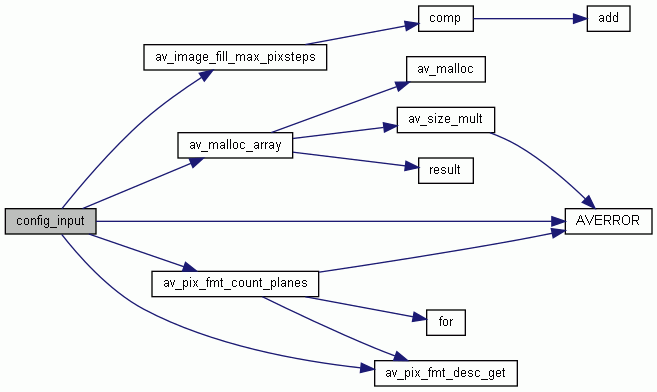 comp
add
av_image_fill_max_pixsteps
av_malloc
av_size_mult
av_malloc_array
result
config_input
AVERROR
av_pix_fmt_count_planes
for
av_pix_fmt_desc_get